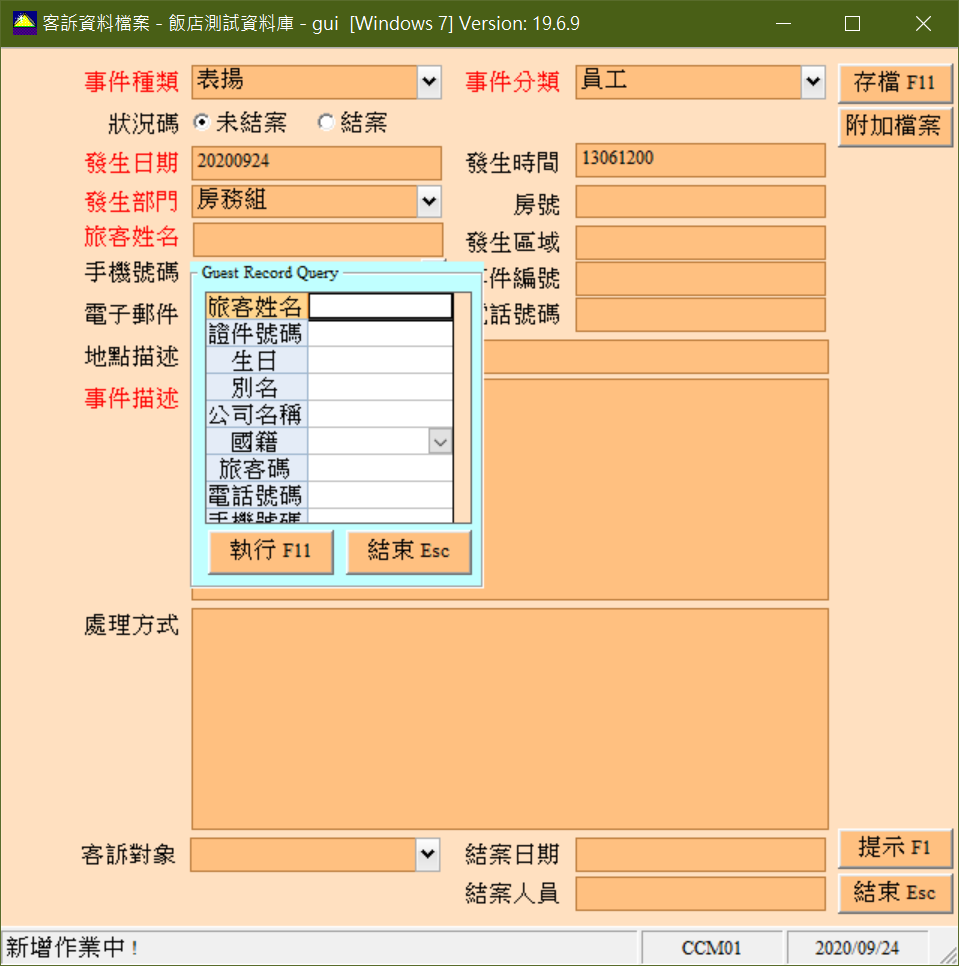 客訴資料檔案 - 飯店測試資料庫 - gui [Windows 7] Version: 19.6.9
事件種類 表揚 事件分類 員工 存檔 F11
狀況碼 未結案 結案 附加檔案
發生日期 20200924 發生時間 13061200
發生部門 房務組 房號
旅客姓名 發生區域
手機號碼 件編號
電子郵件 話號碼
地點描述
事件描述
Guest Record Query
旅客姓名
證件號碼
生日
別名
公司名稱
國籍
旅客碼
電話號碼
手機號碼
執行 F11 結束 Esc
處理方式
客訴對象 結案日期 提示 F1
結案人員 結束 Esc
新增作業中! CCM01 2020/09/24